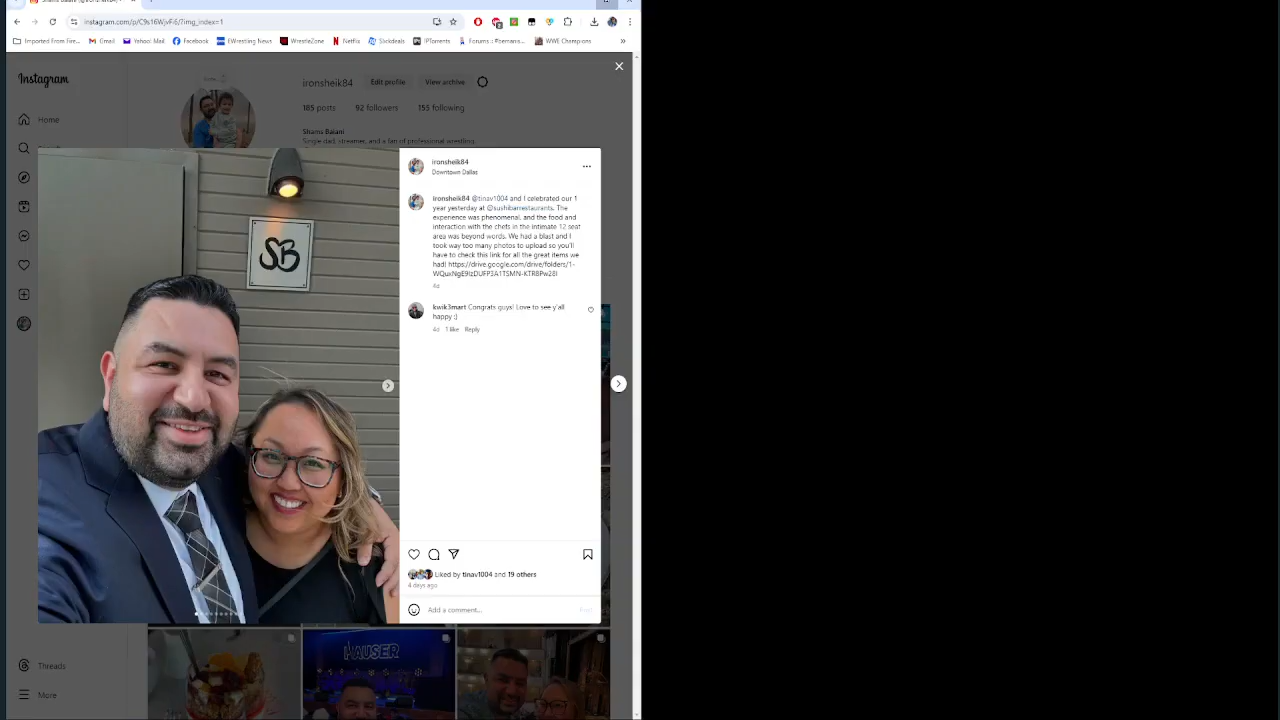 instagram.com/p/C9s16WjvFi6/?img_index=1
Imported From Fire... Gmail Yahoo! Mail Facebook EWrestling News WrestleZone Netflix Slickdeals IPTorrents WWE Champions »
Instagram
ironsheik84 Edit profile View archive
185 posts 92 followers 155 following
Shams Balani
Single dad, streamer, and a fan of professional wrestling.
Home
SB
ironsheik84
Downtown Dallas
ironsheik84 @tinav1004 and I celebrated our 1
year yesterday at @sushibarrestaurants. The
experience was phenomenal, and the food and
interaction with the chefs in the intimate 12 seat
area was beyond words. We had a blast and I
took way too many photos to upload so you'll
have to check this link for all the great items we
had! https://drive.google.com/drive/folders/1-
4d
kwik3mart Congrats guys! Love to see y'all
happy :)
4d 1 like Reply
Liked by tinav1004 and 19 others
4 days ago
Add a comment...
Post
HAUSER
Threads
More